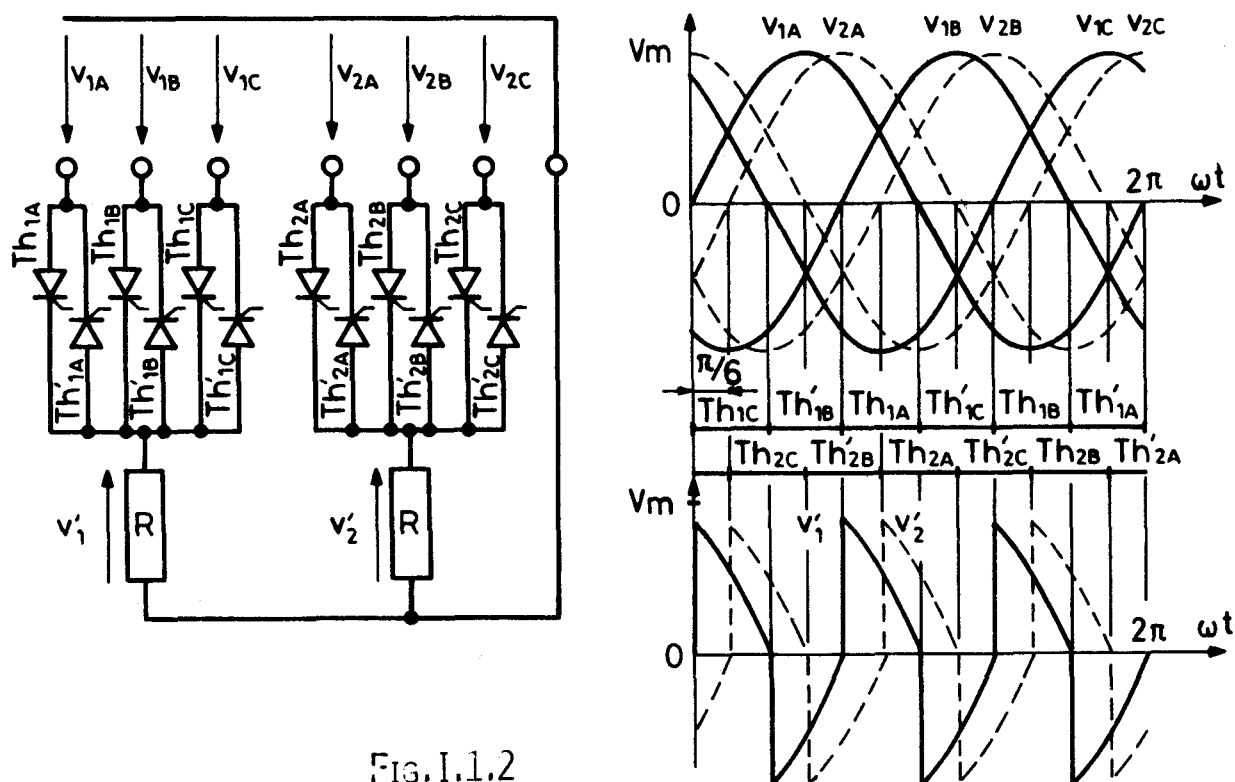 v1A v1B v1C v2A v2B v2C
Th1A Th1B Th1C Th2A Th2B Th2C
Th'1A Th'1B Th'1C Th'2A Th'2B Th'2C
v'1 R v'2 R
v1A v2A v1B v2B v1C v2C
Vm
0 2π ωt
π/6
Th1C Th'1B Th1A Th'1C Th1B Th'1A
Th2C Th'2B Th2A Th'2C Th2B Th'2A
Vm
v'1 v'2
0 2π ωt
FIG.I.1.2